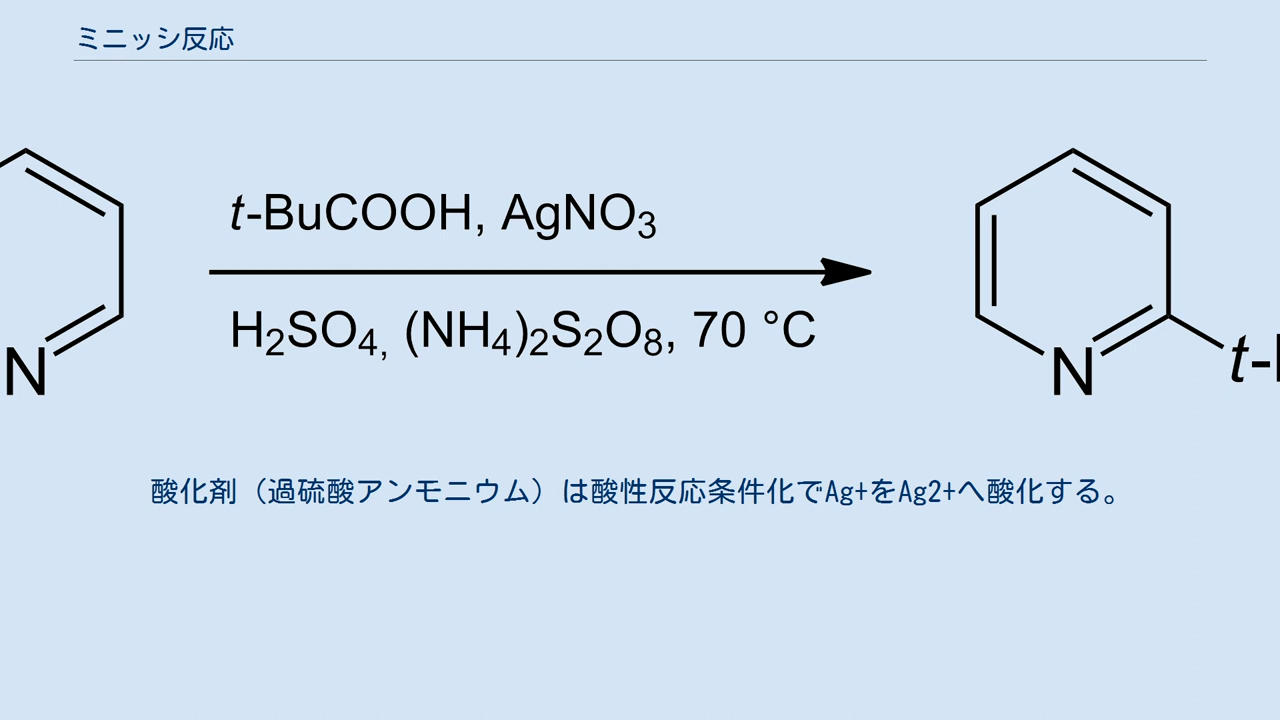 ミニッシ反応
t-BuCOOH, AgNO₃
H₂SO₄, (NH₄)₂S₂O₈, 70 °C
N
N
t-
酸化剤（過硫酸アンモニウム）は酸性反応条件化でAg+をAg2+へ酸化する。